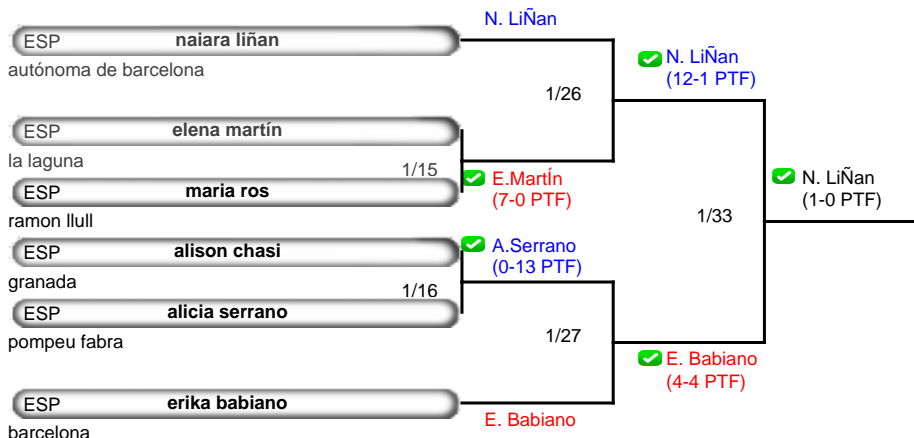 N. LiÑan
ESP naiara liñan
autónoma de barcelona
N. LiÑan
(12-1 PTF)
1/26
ESP elena martín
la laguna
1/15
E.MartÍn
(7-0 PTF)
ESP maria ros
ramon llull
N. LiÑan
(1-0 PTF)
1/33
ESP alison chasi
granada
A.Serrano
(0-13 PTF)
1/16
ESP alicia serrano
pompeu fabra
1/27
E. Babiano
(4-4 PTF)
ESP erika babiano
barcelona
E. Babiano